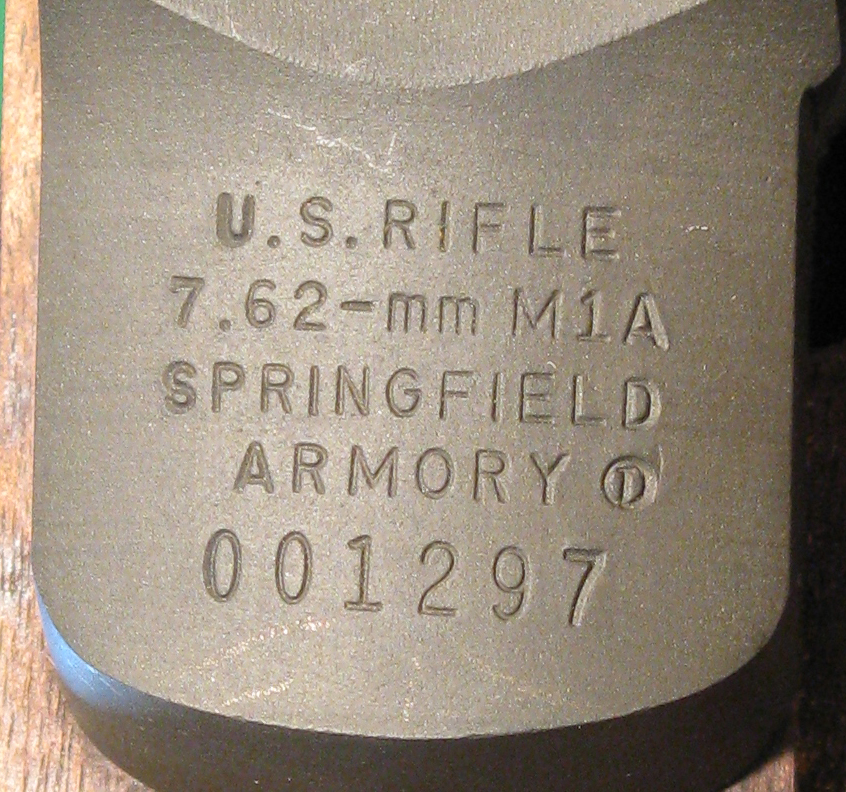 U.S.RIFLE
7.62-mm M1A
SPRINGFIELD
ARMORY Ⓓ
001297